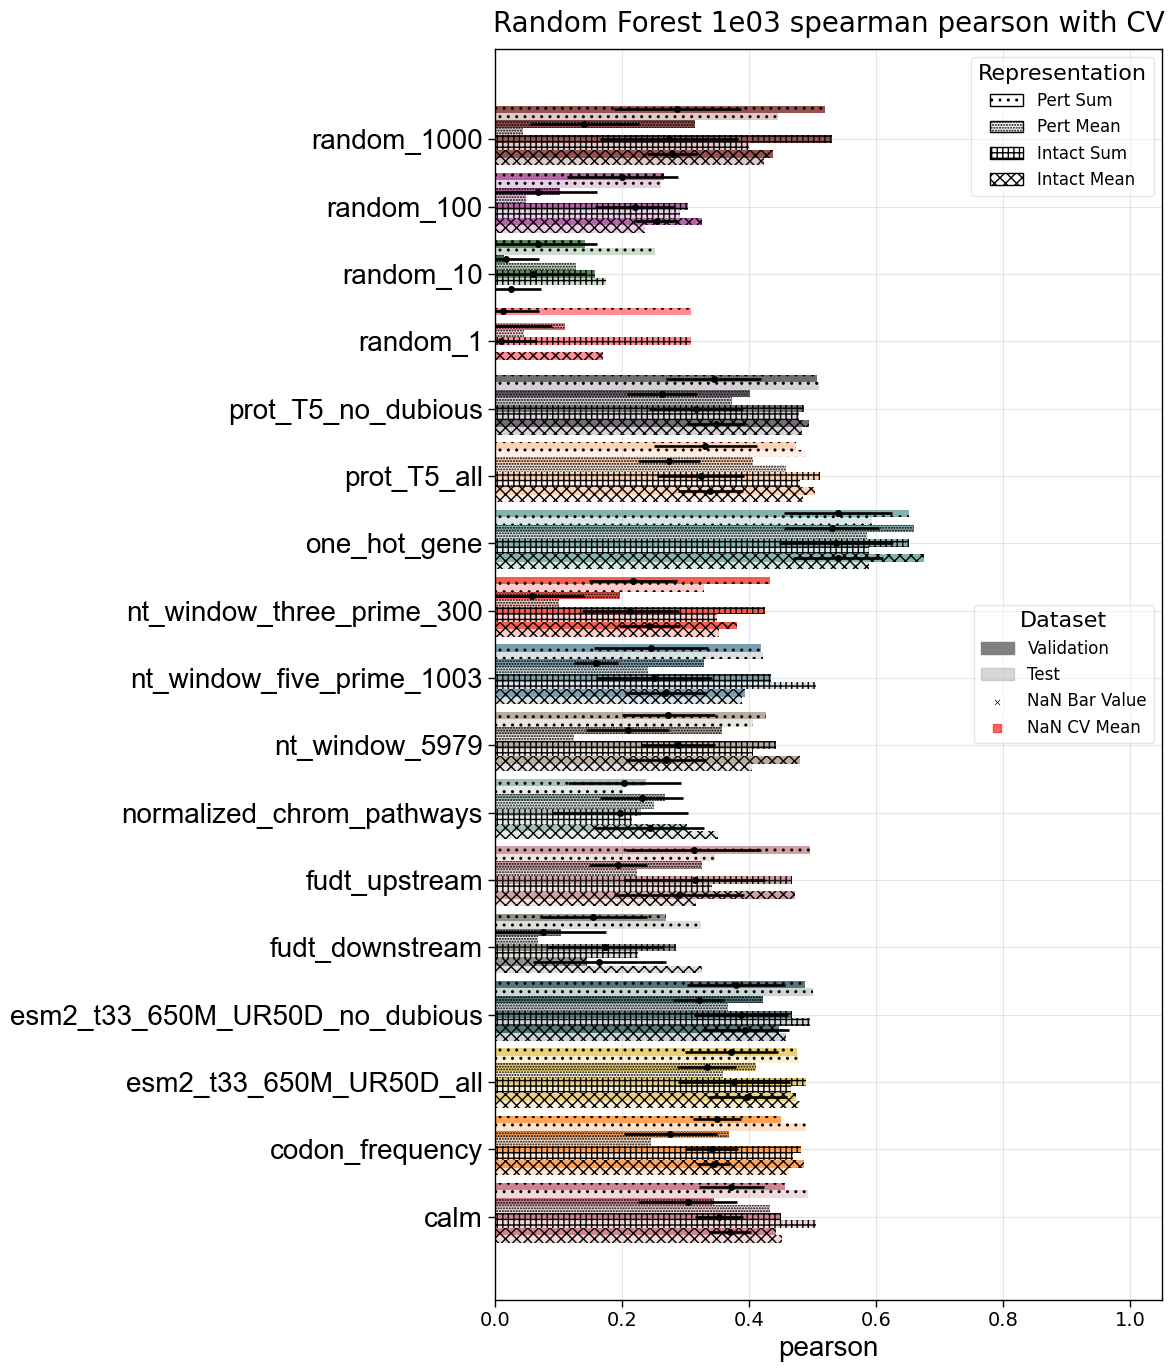 Random Forest 1e03 spearman pearson with CV
Representation
Pert Sum
Pert Mean
Intact Sum
Intact Mean
random_1000
random_100
random_10
random_1
prot_T5_no_dubious
prot_T5_all
one_hot_gene
nt_window_three_prime_300
nt_window_five_prime_1003
nt_window_5979
normalized_chrom_pathways
fudt_upstream
fudt_downstream
esm2_t33_650M_UR50D_no_dubious
esm2_t33_650M_UR50D_all
codon_frequency
calm
Dataset
Validation
Test
NaN Bar Value
NaN CV Mean
0.0 0.2 0.4 0.6 0.8 1.0
pearson